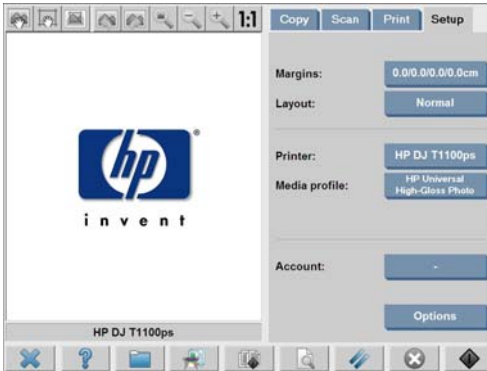 1:1
Copy Scan Print Setup
Margins: 0.0/0.0/0.0/0.0cm
Layout: Normal
hp
invent
Printer: HP DJ T1100ps
Media profile: HP Universal
High-Gloss Photo
Account: -
Options
HP DJ T1100ps
?